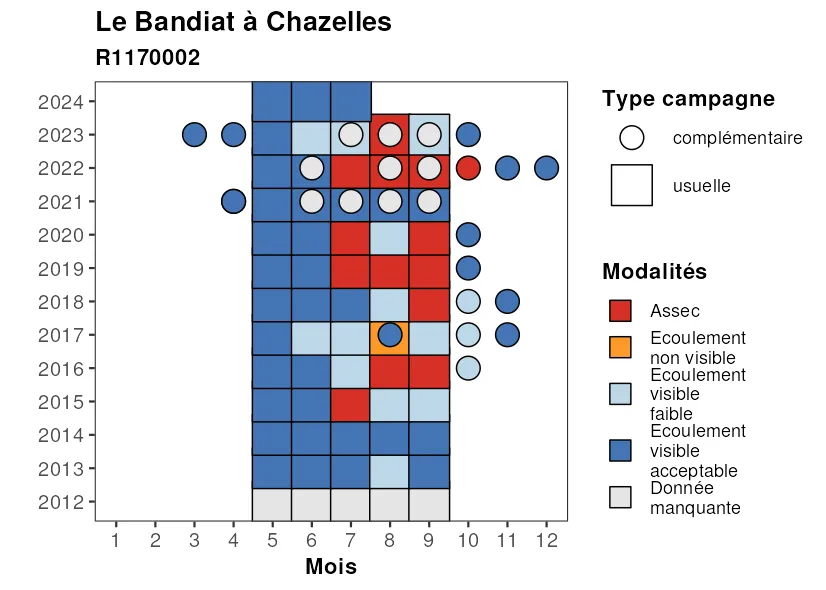 Le Bandiat à Chazelles
R1170002
2024
2023
2022
2021
2020
2019
2018
2017
2016
2015
2014
2013
2012
1 2 3 4 5 6 7 8 9 10 11 12
Mois
Type campagne
complémentaire
usuelle
Modalités
Assec
Ecoulement
non visible
Ecoulement
visible
faible
Ecoulement
visible
acceptable
Donnée
manquante